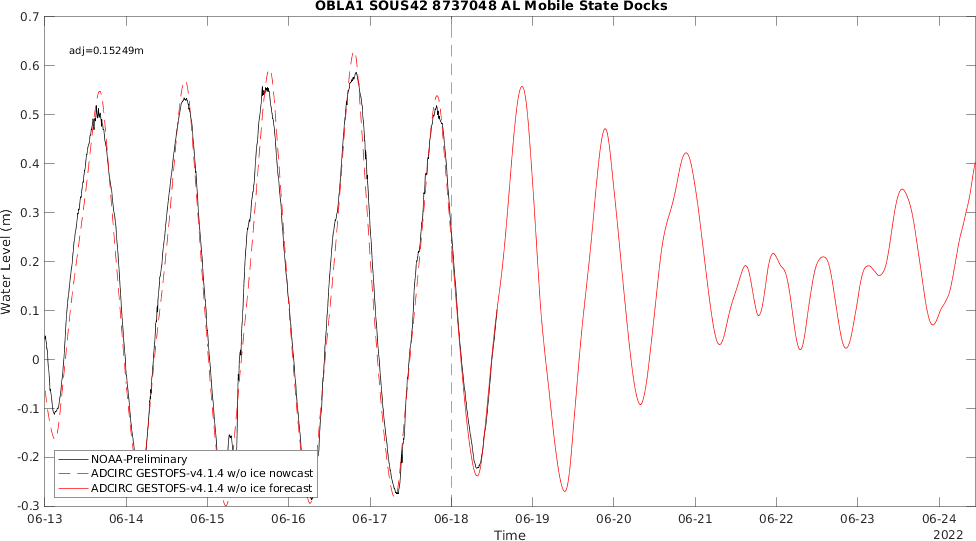 OBLA1 SOUS42 8737048 AL Mobile State Docks
adj=0.15249m
Water Level (m)
0.7
0.6
0.5
0.4
0.3
0.2
0.1
0
-0.1
-0.2
-0.3
NOAA-Preliminary
ADCIRC GESTOFS-v4.1.4 w/o ice nowcast
ADCIRC GESTOFS-v4.1.4 w/o ice forecast
06-13 06-14 06-15 06-16 06-17 06-18 06-19 06-20 06-21 06-22 06-23 06-24
Time
2022